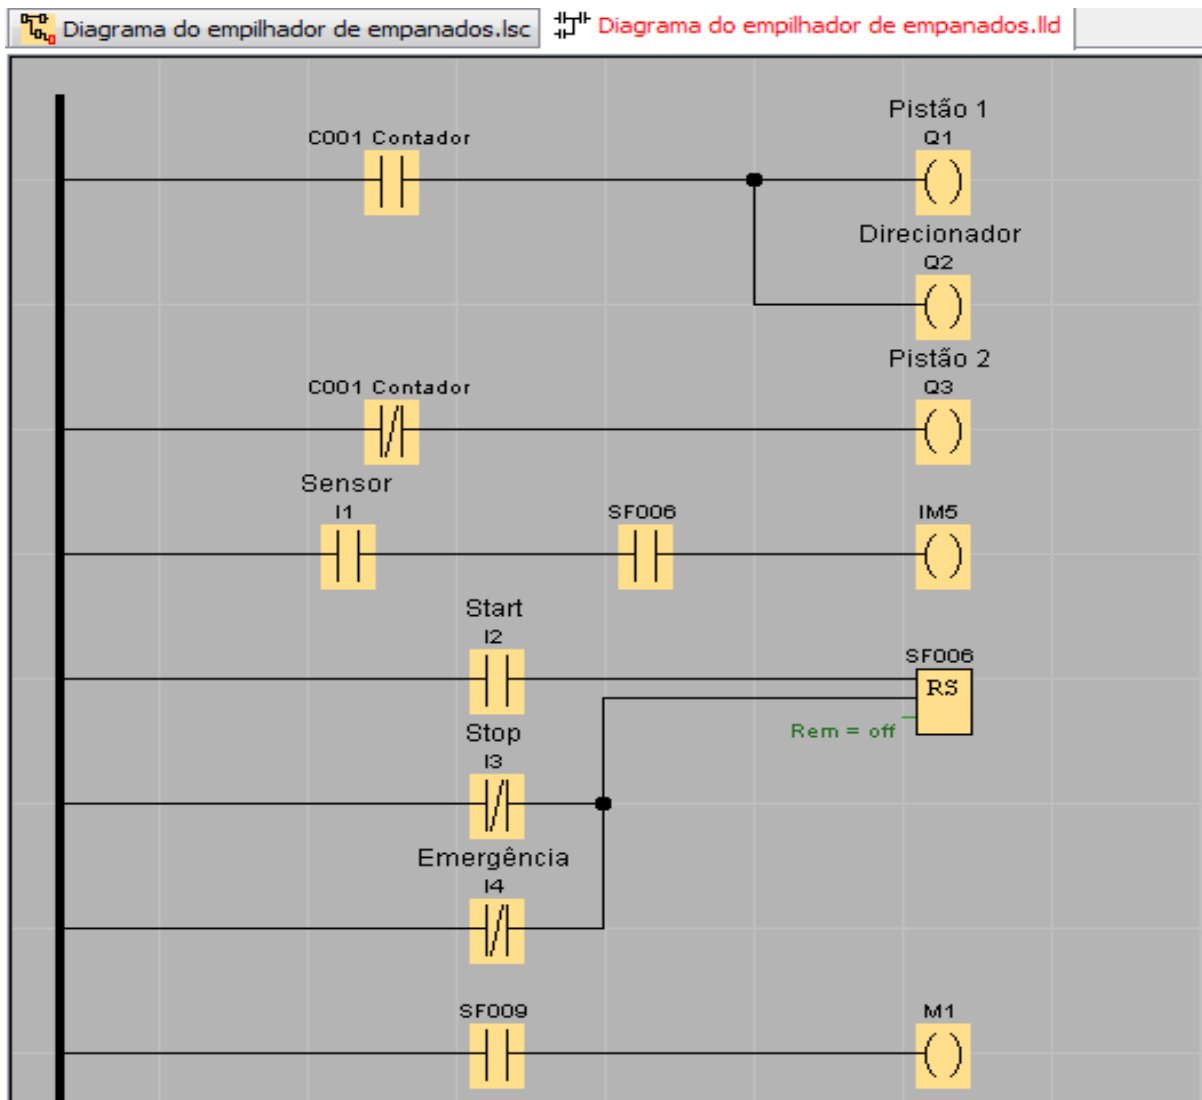 Diagrama do empilhador de empanados.lsc
Diagrama do empilhador de empanados.lld
Pistão 1
C001 Contador
Q1
Direcionador
Q2
Pistão 2
C001 Contador
Q3
Sensor
I1
SF006
IM5
Start
I2
SF006
RS
Rem = off
Stop
I3
Emergência
I4
SF009
M1